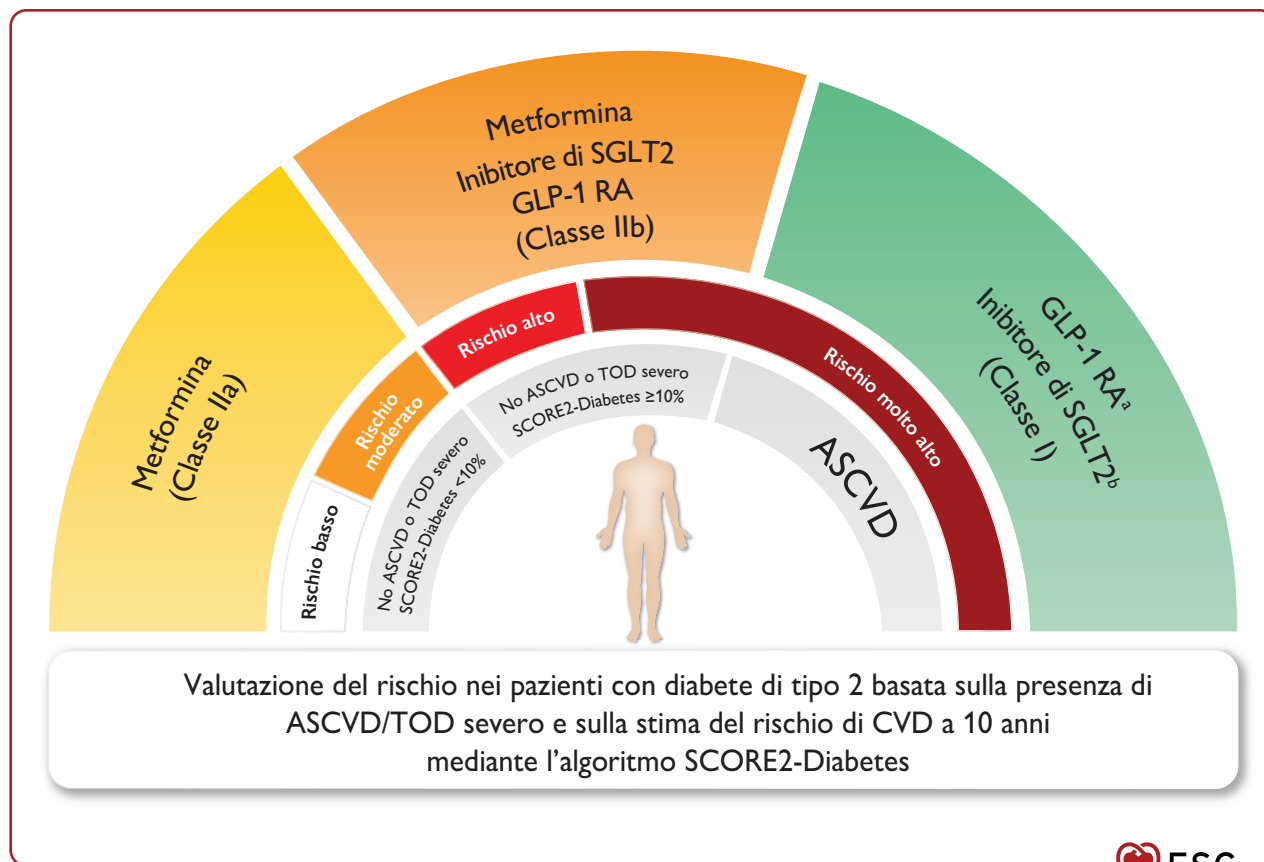 Metformina
(Classe IIa)
Metformina
Inibitore di SGLT2
GLP-1 RA
(Classe IIb)
GLP-1 RAᵃ
Inibitore di SGLT2ᵇ
(Classe I)
Rischio basso
Rischio
moderato
Rischio alto
Rischio molto alto
No ASCVD o TOD severo
SCORE2-Diabetes <10%
No ASCVD o TOD severo
SCORE2-Diabetes ≥10%
ASCVD
Valutazione del rischio nei pazienti con diabete di tipo 2 basata sulla presenza di
ASCVD/TOD severo e sulla stima del rischio di CVD a 10 anni
mediante l’algoritmo SCORE2-Diabetes
ESC